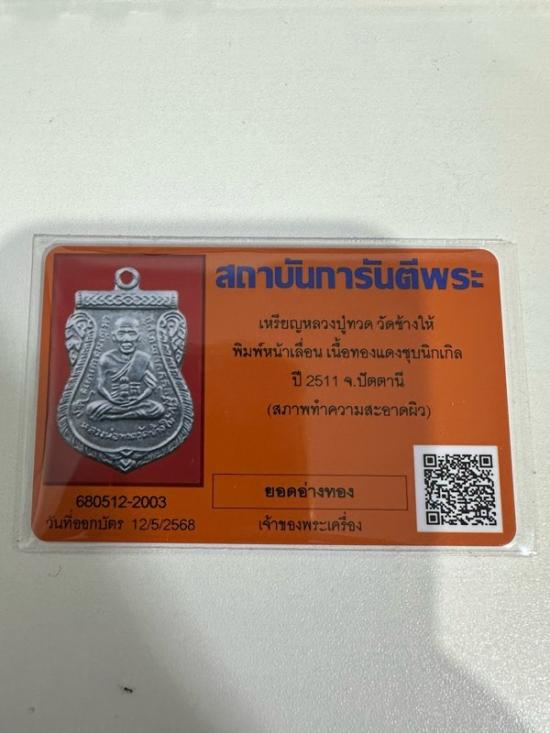 สถาบันการันตีพระ
เหรียญหลวงปู่ทวด วัดช้างให้
พิมพ์หน้าเลื่อน เนื้อทองแดงชุบนิกเกิล
ปี 2511 จ.ปัตตานี
(สภาพทำความสะอาดผิว)
ยอดอ่างทอง
เจ้าของพระเครื่อง
680512-2003
วันที่ออกบัตร 12/5/2568